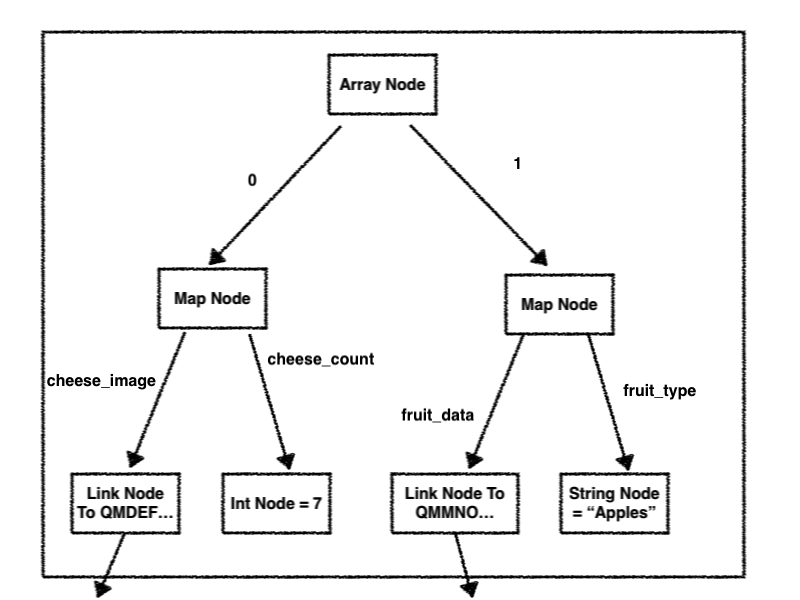 Array Node
0
1
Map Node
Map Node
cheese_image
cheese_count
fruit_data
fruit_type
Link Node
To QMDEF…
Int Node = 7
Link Node To
QMMNO…
String Node
= “Apples”